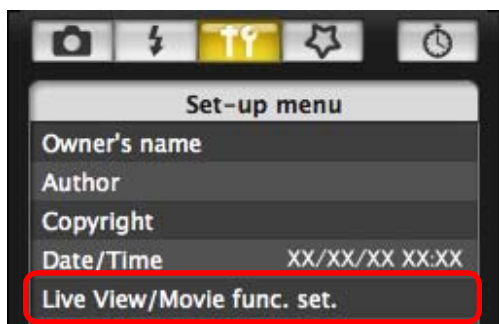 Set-up menu
Owner's name
Author
Copyright
Date/Time XX/XX/XX XX:XX
Live View/Movie func. set.